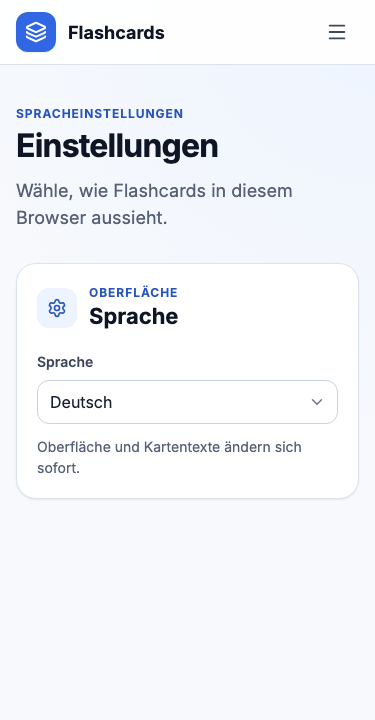 Flashcards
SPRACHEINSTELLUNGEN
Einstellungen
Wähle, wie Flashcards in diesem
Browser aussieht.
OBERFLÄCHE
Sprache
Sprache
Deutsch
Oberfläche und Kartentexte ändern sich
sofort.